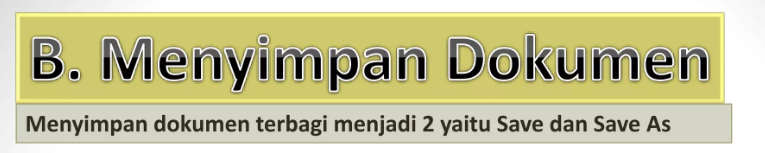 B. Menyimpan Dokumen
Menyimpan dokumen terbagi menjadi 2 yaitu Save dan Save As